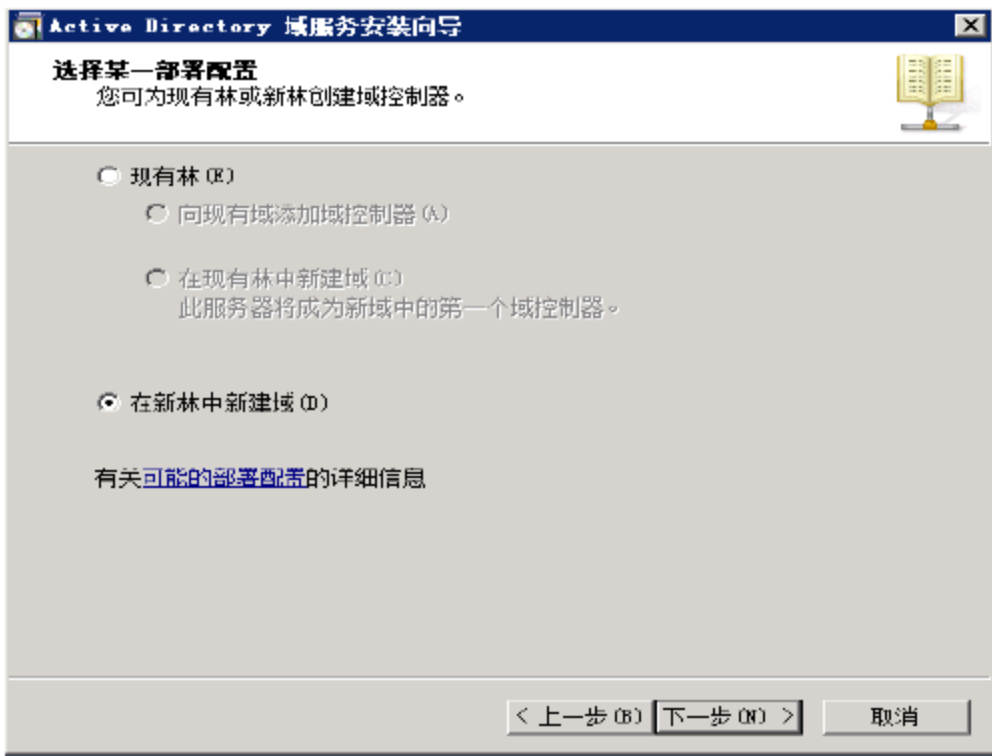 Active Directory 域服务安装向导
选择某一部署配置
您可为现有林或新林创建域控制器。
现有林(E)
向现有域添加域控制器(A)
在现有林中新建域(C)
此服务器将成为新域中的第一个域控制器。
在新林中新建域(D)
有关可能的部署配置的详细信息
< 上一步(B) 下一步(N) > 取消